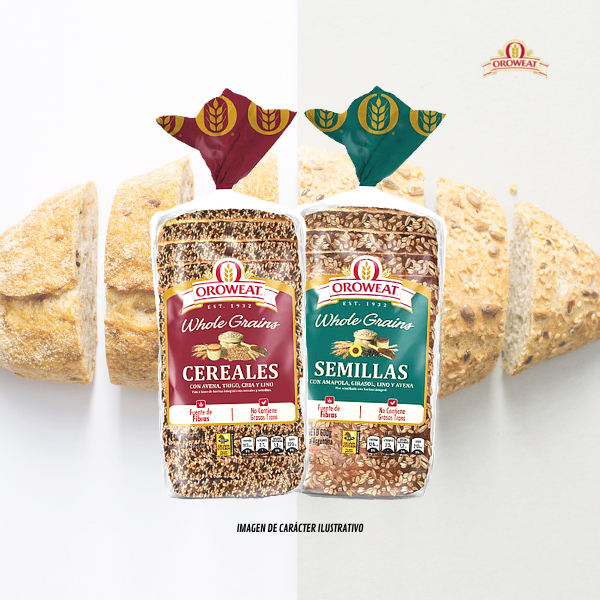 OROWEAT
OROWEAT
EST. 1932
Whole Grains
CEREALES
CON AVENA, TRIGO, CHIA Y LINO
Fuente de
Fibras
No Contiene
Grasas Trans
OROWEAT
EST. 1932
Whole Grains
SEMILLAS
CON AMAPOLA, GIRASOL, LINO Y AVENA
Fuente de
Fibras
No Contiene
Grasas Trans
IMAGEN DE CARÁCTER ILUSTRATIVO